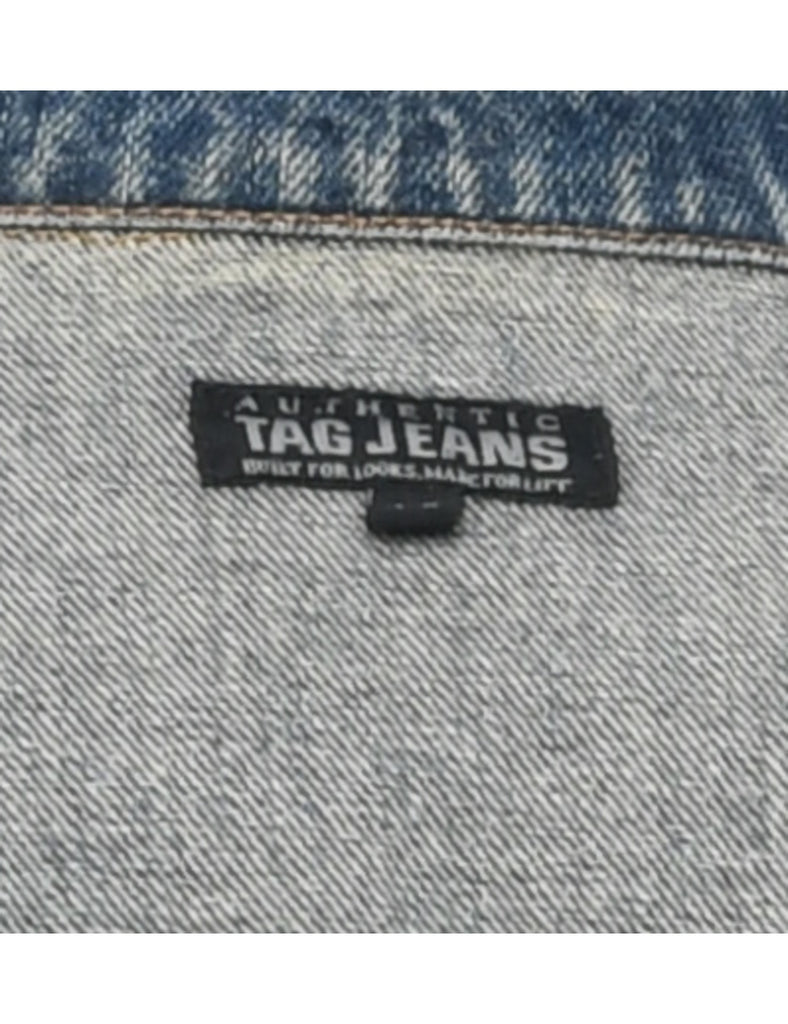 AUTHENTIC
TAG JEANS
BUILT FOR LOOKS. MADE FOR LIFE